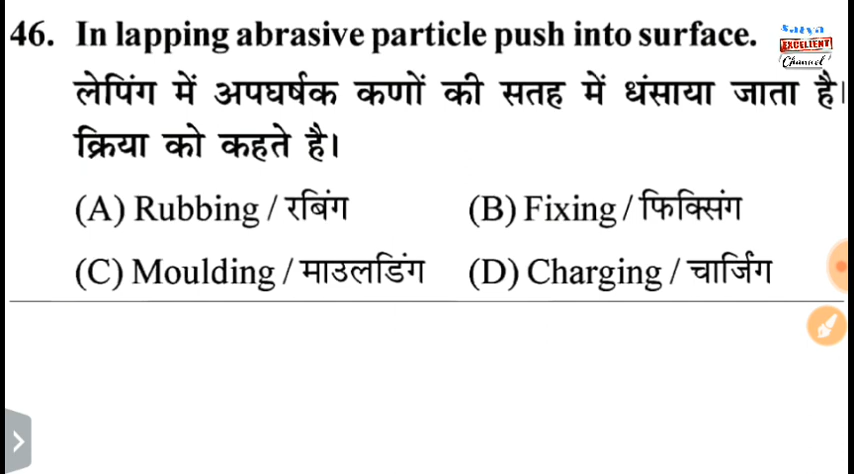 46. In lapping abrasive particle push into surface.
Satya
EXCELLENT
Channel
लेपिंग में अपघर्षक कणों की सतह में धंसाया जाता है।
क्रिया को कहते है।
(A) Rubbing / रबिंग (B) Fixing / फिक्सिंग
(C) Moulding / माउलडिंग (D) Charging / चार्जिंग